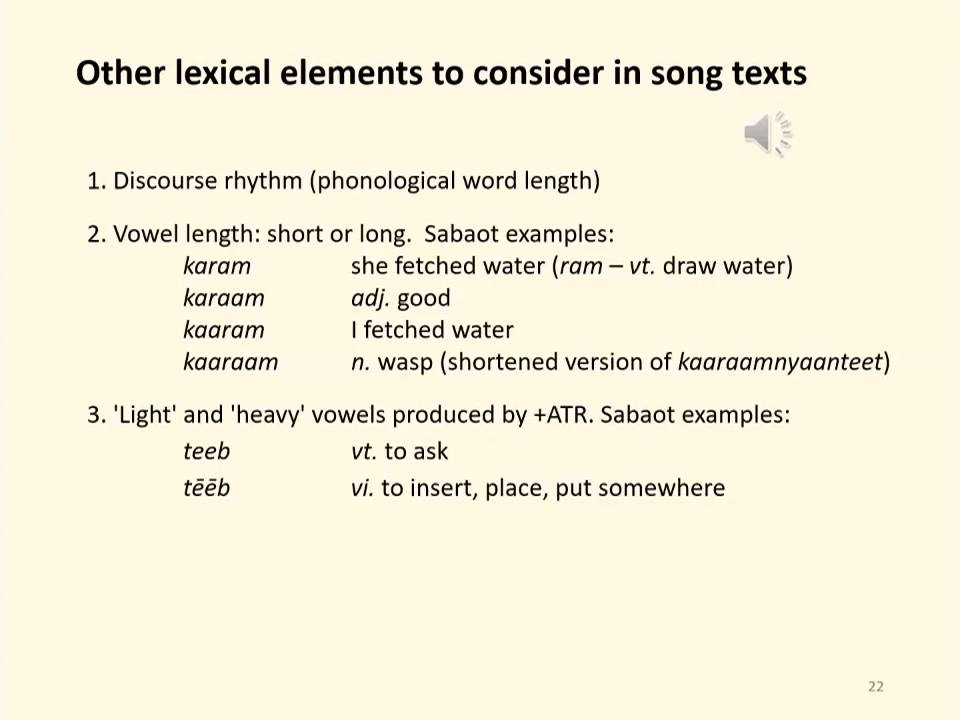 Other lexical elements to consider in song texts
1. Discourse rhythm (phonological word length)
2. Vowel length: short or long. Sabaot examples:
karam she fetched water (ram – vt. draw water)
karaam adj. good
kaaram I fetched water
kaaraam n. wasp (shortened version of kaaraamnyaanteet)
3. 'Light' and 'heavy' vowels produced by +ATR. Sabaot examples:
teeb vt. to ask
tēēb vi. to insert, place, put somewhere
22